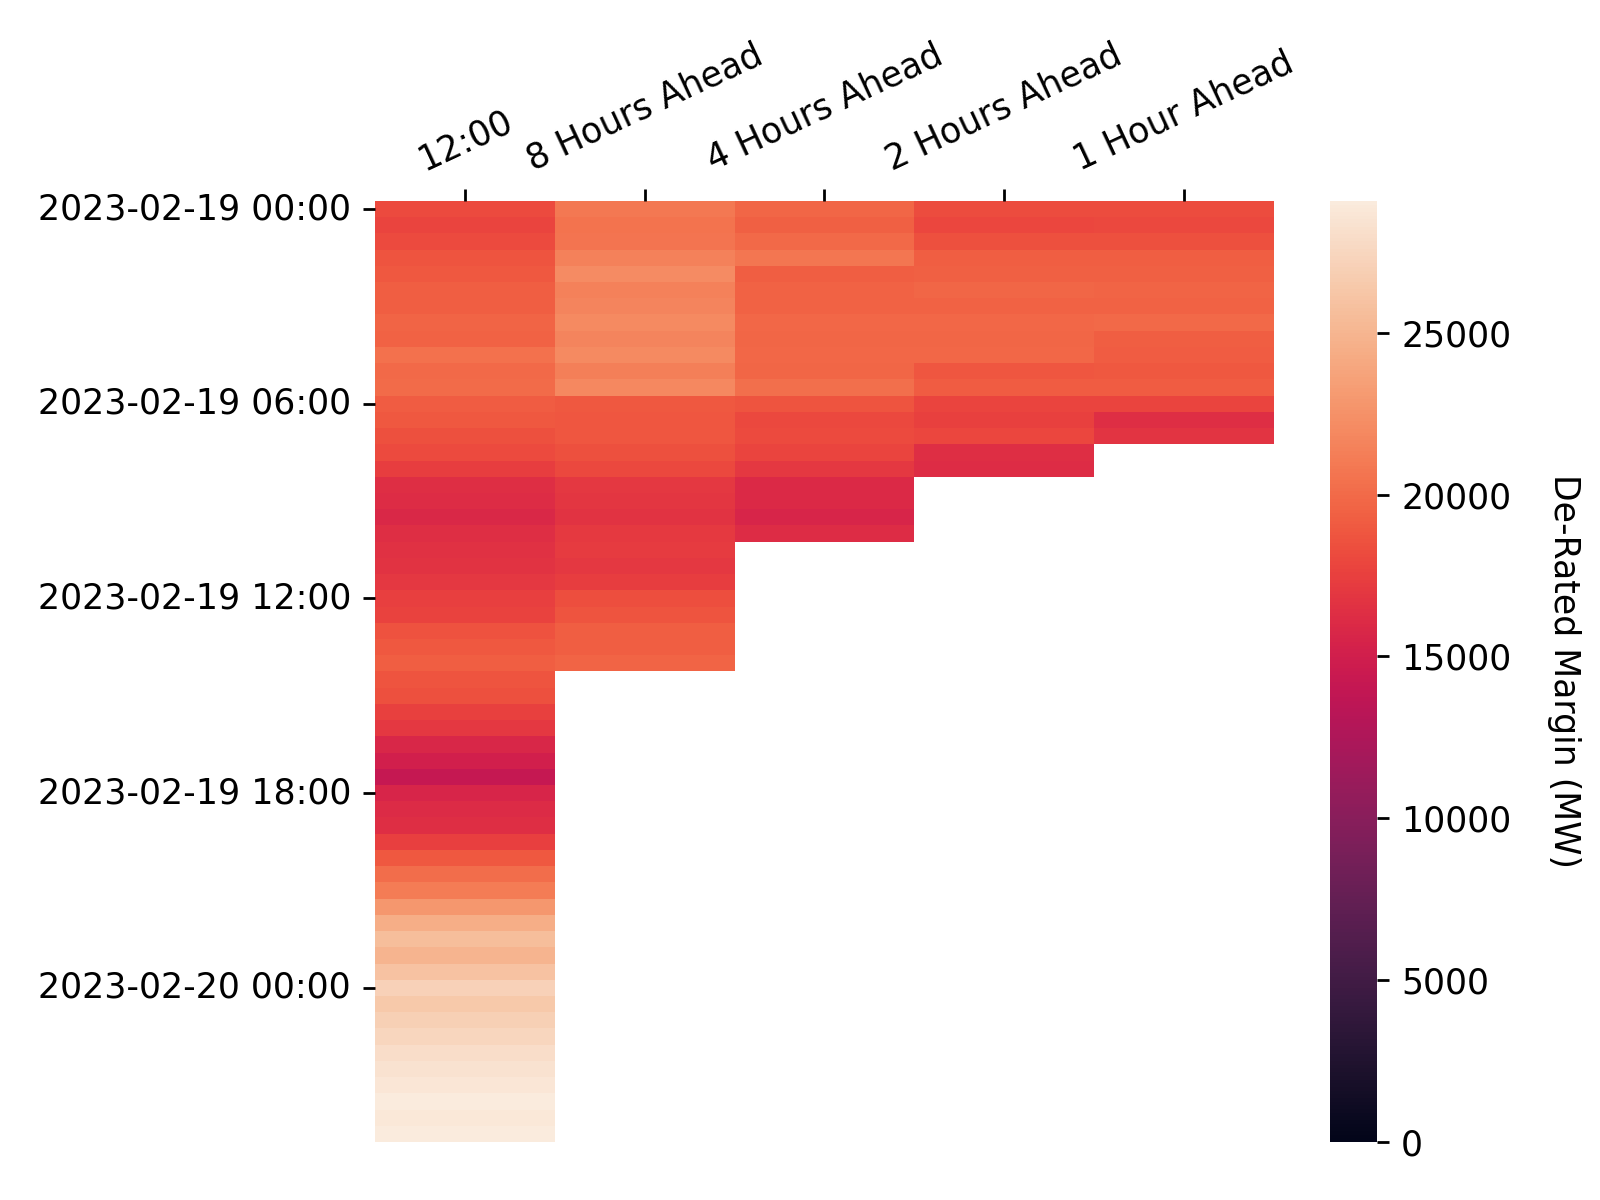 12:00
8 Hours Ahead
4 Hours Ahead
2 Hours Ahead
1 Hour Ahead
2023-02-19 00:00
2023-02-19 06:00
2023-02-19 12:00
2023-02-19 18:00
2023-02-20 00:00
25000
20000
15000
10000
5000
0
De-Rated Margin (MW)